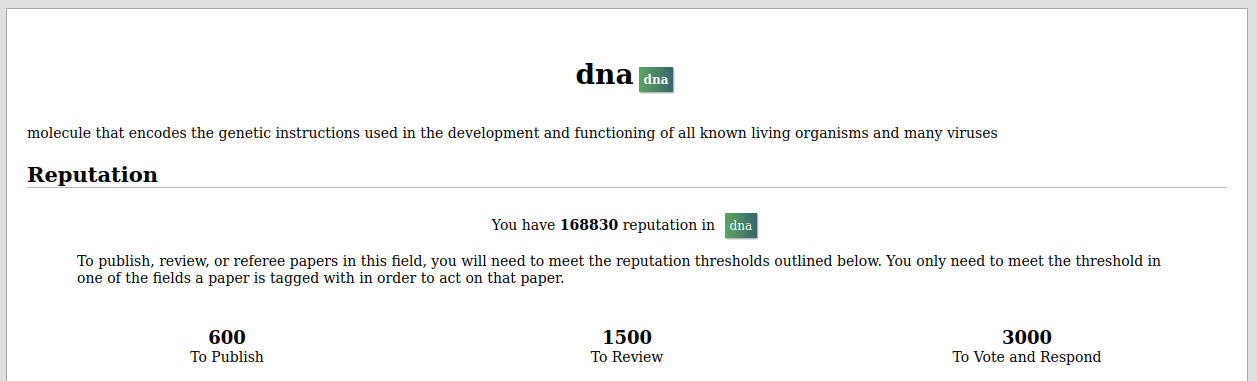 dna dna
molecule that encodes the genetic instructions used in the development and functioning of all known living organisms and many viruses
Reputation
You have 168830 reputation in dna
To publish, review, or referee papers in this field, you will need to meet the reputation thresholds outlined below. You only need to meet the threshold in
one of the fields a paper is tagged with in order to act on that paper.
600 1500 3000
To Publish To Review To Vote and Respond